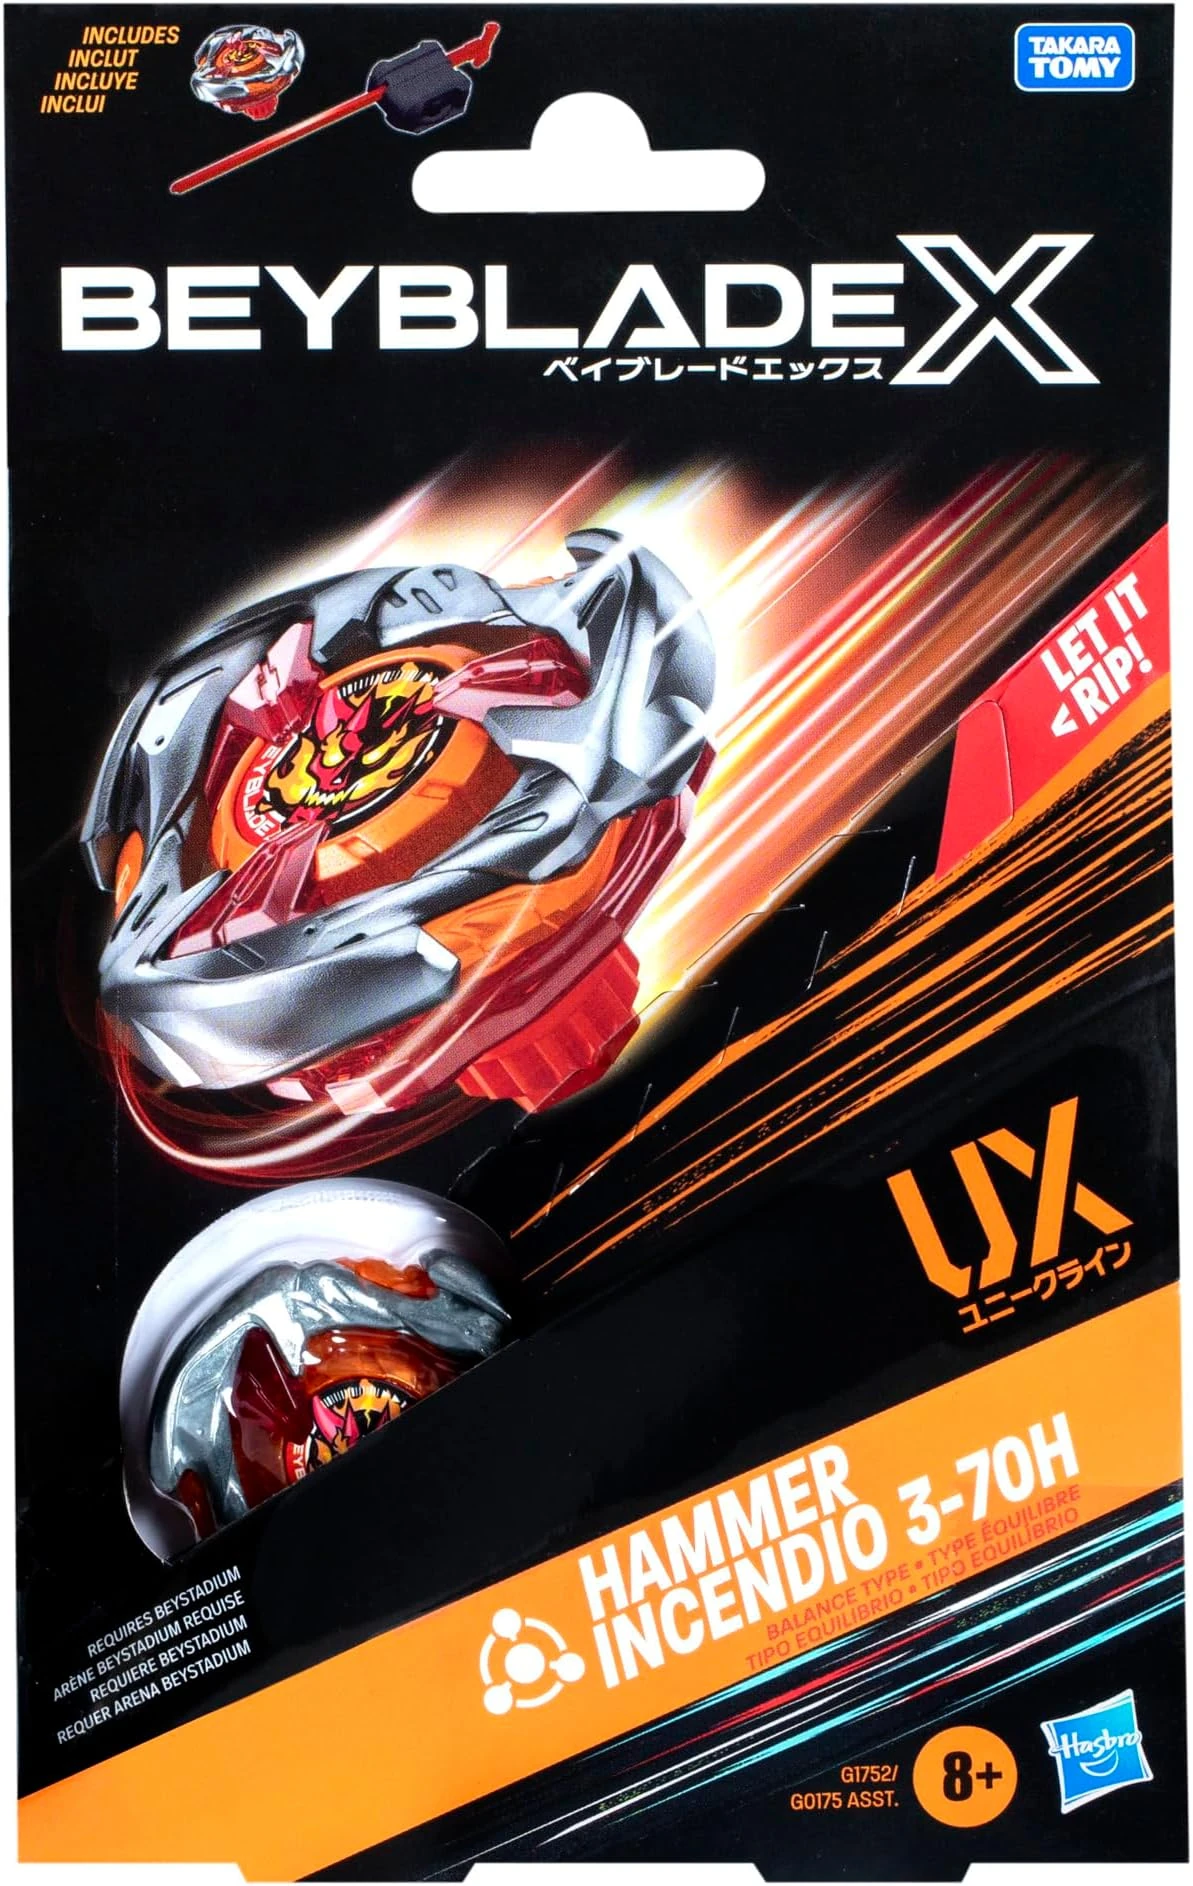 INCLUDES
INCLUT
INCLUYE
INCLUI
TAKARA
TOMY
BEYBLADE X
ベイブレードエックス
LET IT
< RIP!
EYBLADE
UX
ユニークライン
EYB
HAMMER
INCENDIO 3-70H
BALANCE TYPE • TYPE ÉQUILIBRE
TIPO EQUILIBRIO • TIPO EQUILÍBRIO
REQUIRES BEYSTADIUM
ARÈNE BEYSTADIUM REQUISE
REQUIERE BEYSTADIUM
REQUER ARENA BEYSTADIUM
G1752/
G0175 ASST.
8+
Hasbro